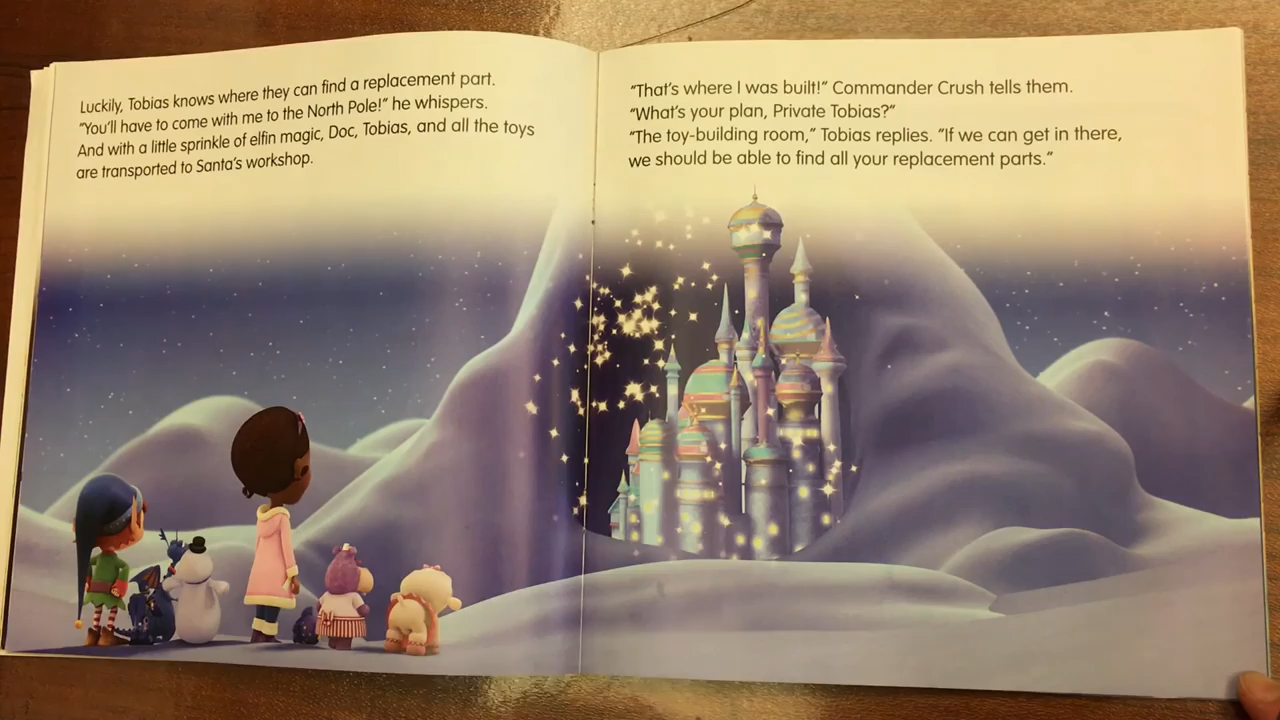 Luckily, Tobias knows where they can find a replacement part.
“You’ll have to come with me to the North Pole!” he whispers.
And with a little sprinkle of elfin magic, Doc, Tobias, and all the toys
are transported to Santa’s workshop.
“That’s where I was built!” Commander Crush tells them.
“What’s your plan, Private Tobias?”
“The toy-building room,” Tobias replies. “If we can get in there,
we should be able to find all your replacement parts.”